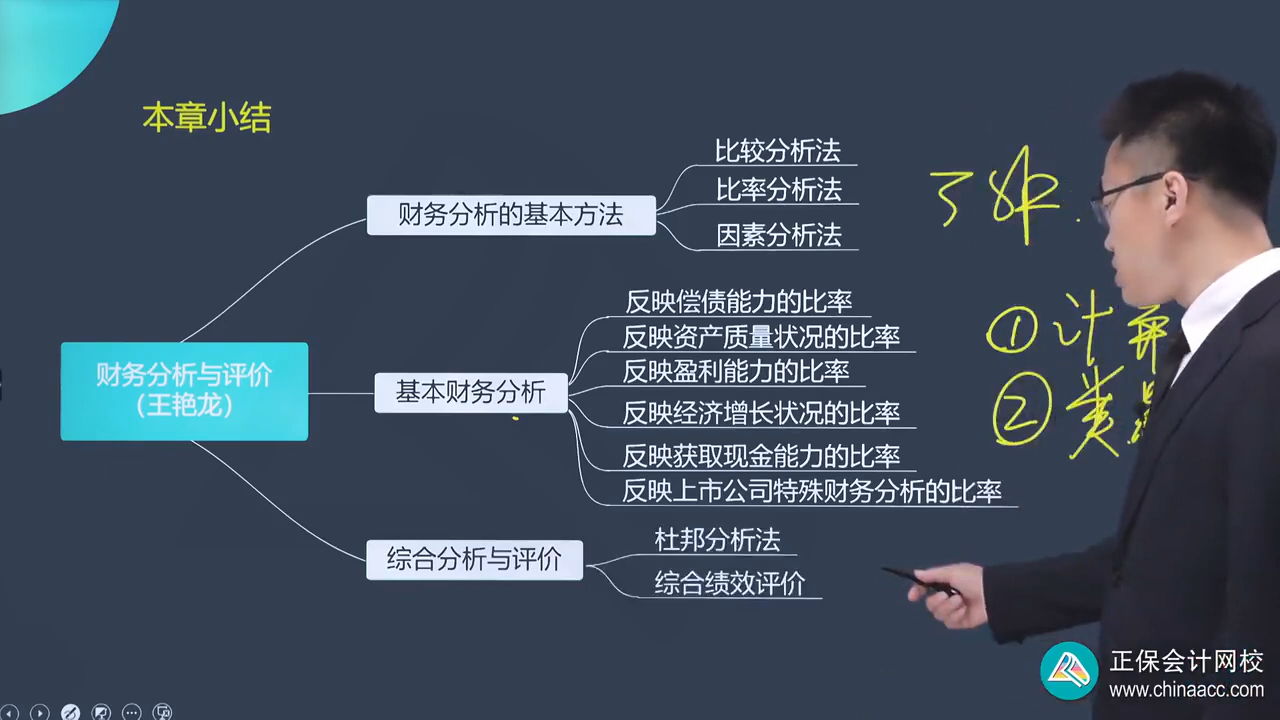 本章小结
财务分析与评价
（王艳龙）
财务分析的基本方法
比较分析法
比率分析法
因素分析法
了解.
基本财务分析
反映偿债能力的比率
反映资产质量状况的比率
反映盈利能力的比率
反映经济增长状况的比率
反映获取现金能力的比率
反映上市公司特殊财务分析的比率
①计算
②类
综合分析与评价
杜邦分析法
综合绩效评价
正保会计网校
www.chinaacc.com